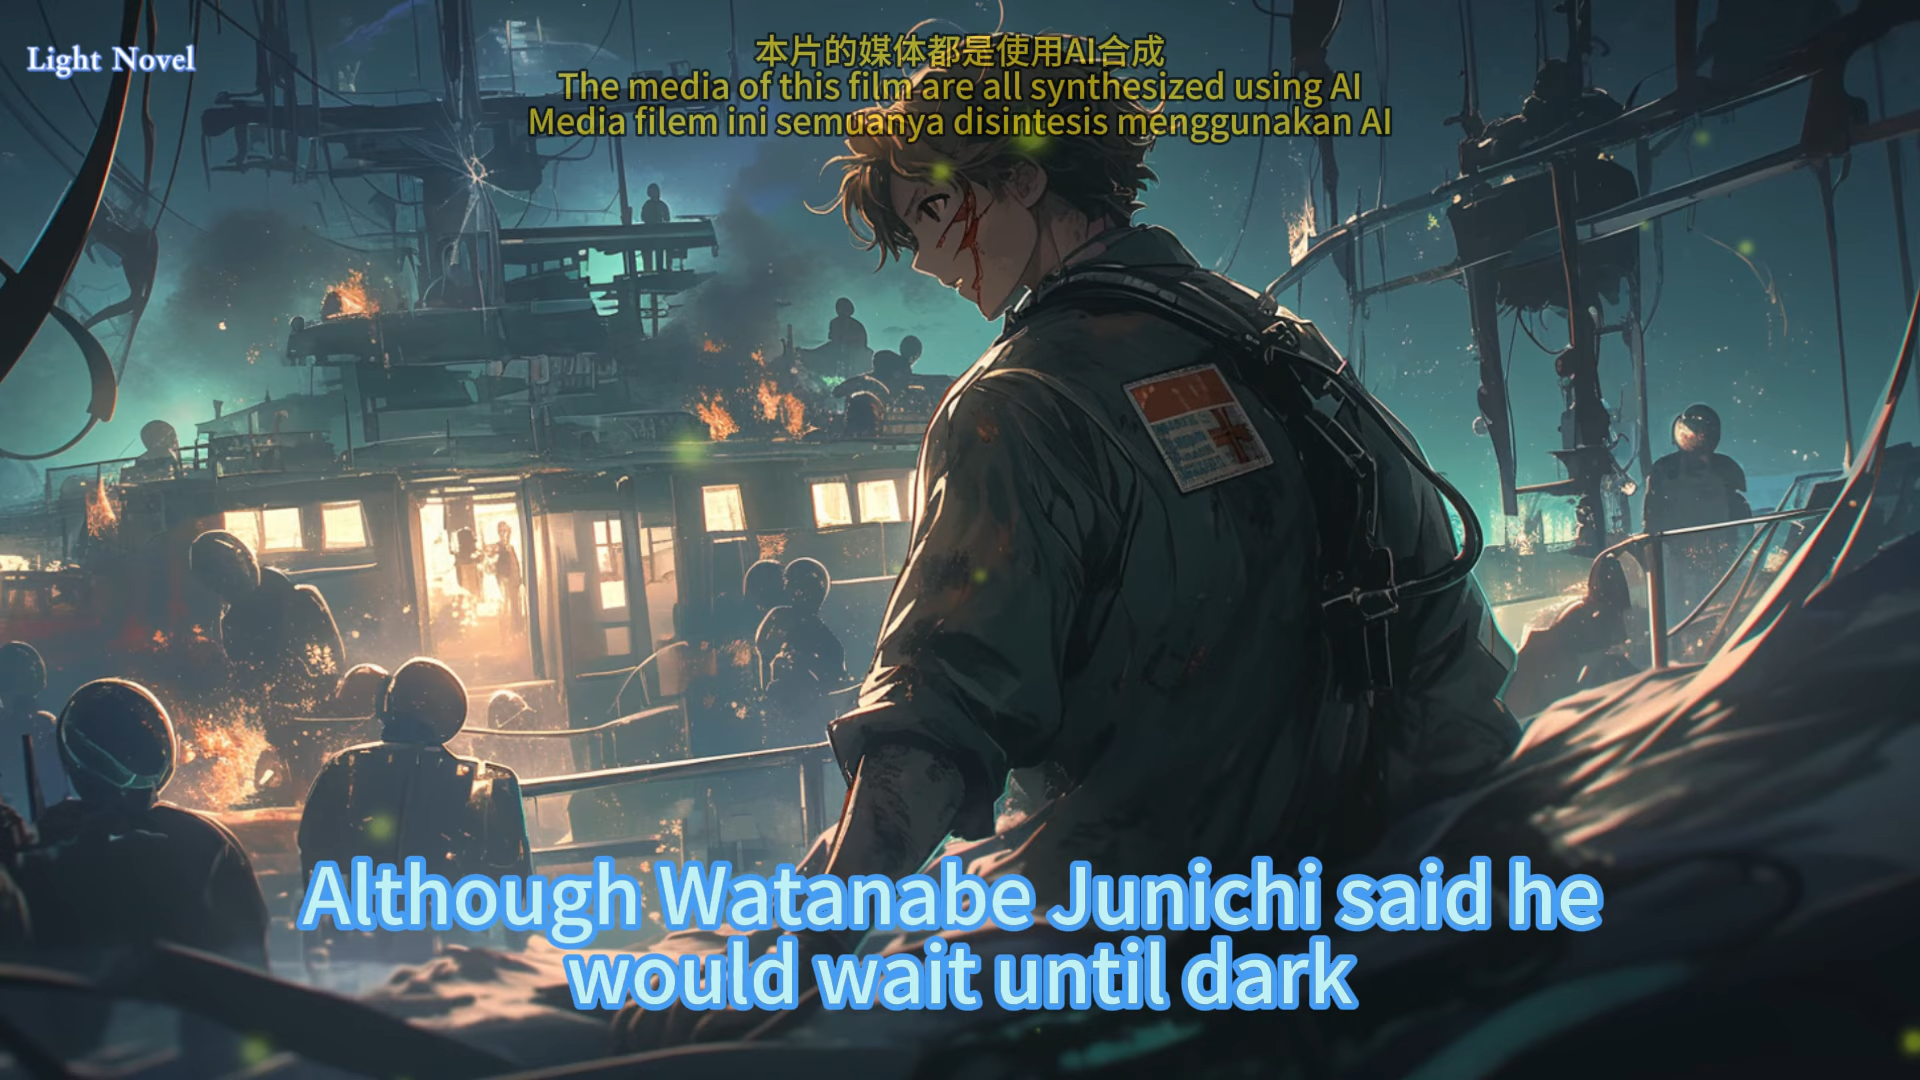 Light Novel
本片的媒体都是使用AI合成
The media of this film are all synthesized using AI
Media filem ini semuanya disintesis menggunakan AI
Although Watanabe Junichi said he
would wait until dark